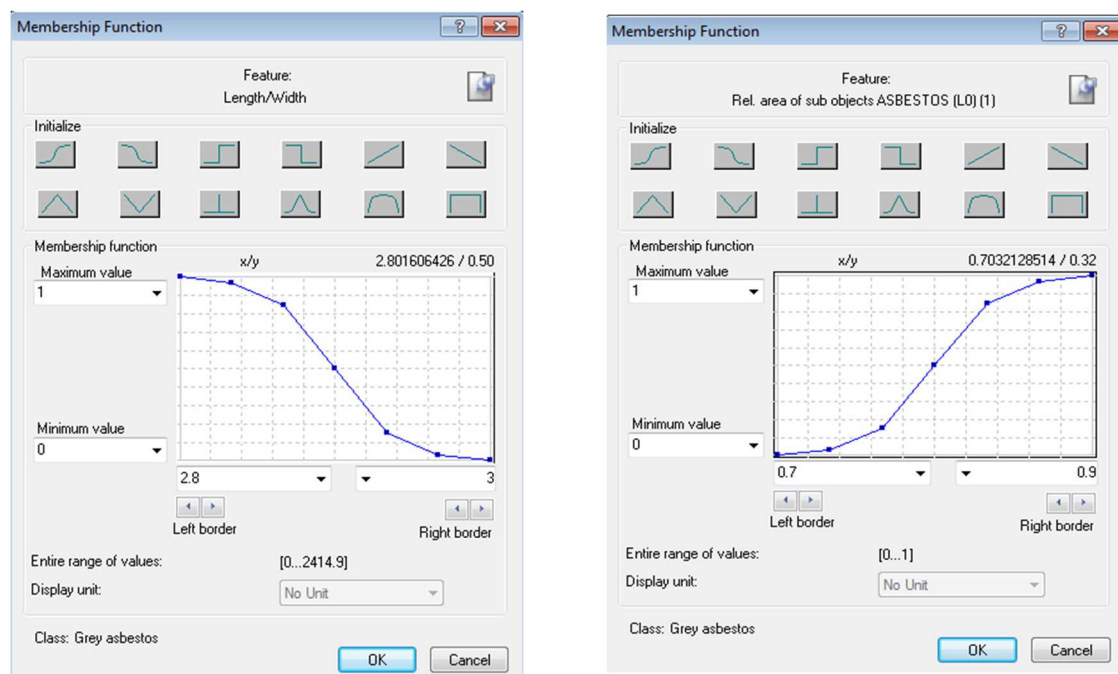 Membership Function
Feature:
Length/Width
Initialize
Membership function
x/y
2.801606426 / 0.50
Maximum value
1
Minimum value
0
2.8
3
Left border
Right border
Entire range of values:
[0...2414.9]
Display unit:
No Unit
Class: Grey asbestos
OK
Cancel
Membership Function
Feature:
Rel. area of sub objects ASBESTOS (L0) (1)
Initialize
Membership function
x/y
0.7032128514 / 0.32
Maximum value
1
Minimum value
0
0.7
0.9
Left border
Right border
Entire range of values:
[0...1]
Display unit:
No Unit
Class: Grey asbestos
OK
Cancel